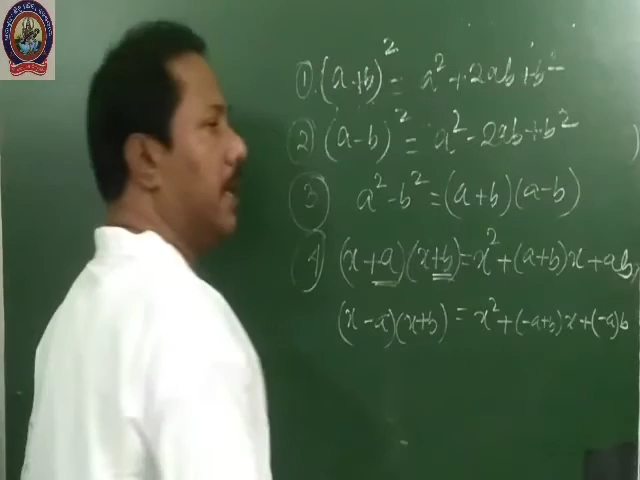 ① (a+b)² = a² + 2ab + b²
② (a-b)² = a² - 2ab + b²
③ a² - b² = (a+b)(a-b)
④ (x+a)(x+b) = x² + (a+b)x + ab
(x-a)(x+b) = x² + (-a+b)x + (-a)b